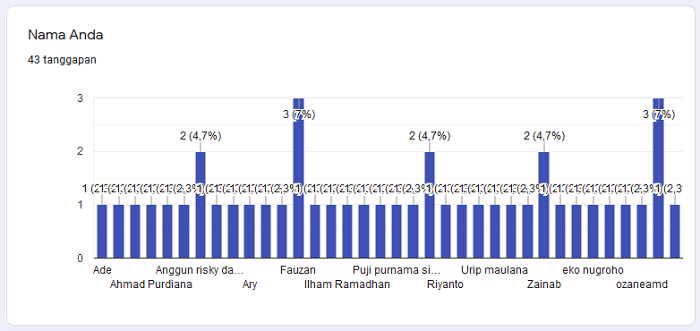 Nama Anda
43 tanggapan
3
2
1
0
3 (7%)
3 (7%)
2 (4,7%)
2 (4,7%)
2 (4,7%)
Ade
Anggun risky da...
Fauzan
Puji purnama si...
Urip maulana
eko nugroho
Ahmad Purdiana
Ary
Ilham Ramadhan
Riyanto
Zainab
ozaneamd